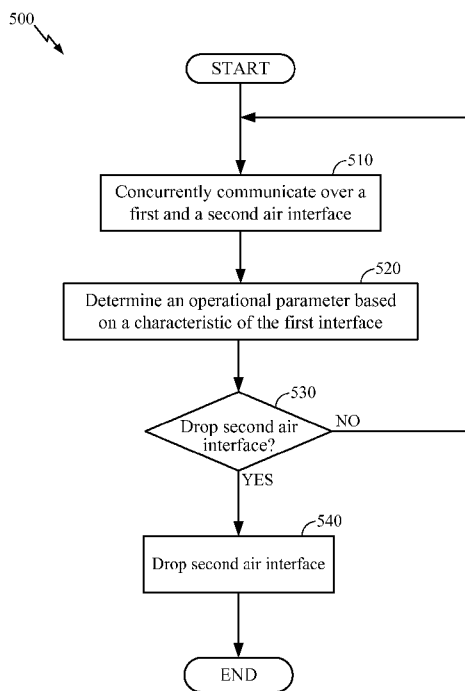 500
START
510
Concurrently communicate over a
first and a second air interface
520
Determine an operational parameter based
on a characteristic of the first interface
530
Drop second air
interface?
NO
YES
540
Drop second air interface
END